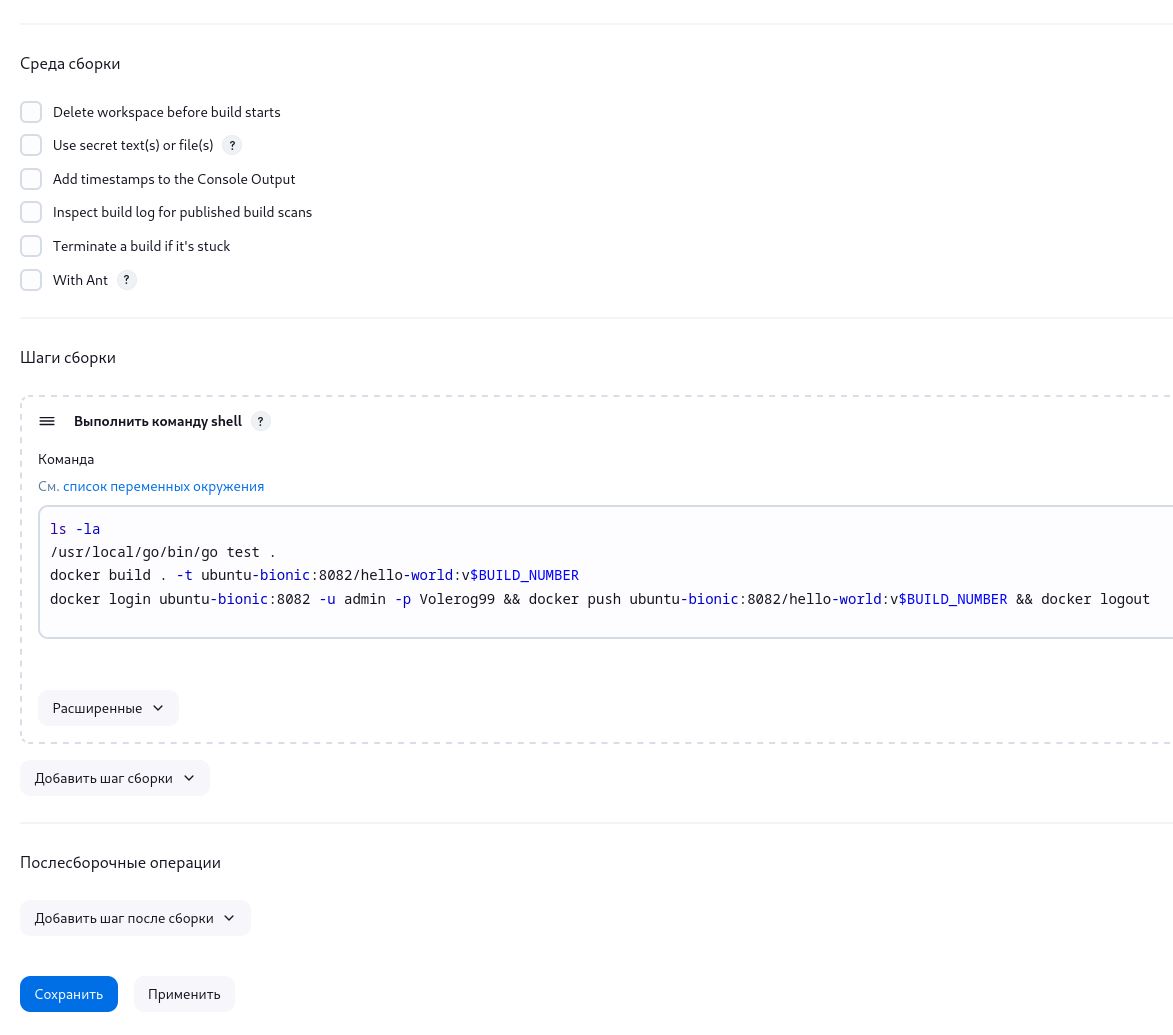 Среда сборки
Delete workspace before build starts
Use secret text(s) or file(s) ?
Add timestamps to the Console Output
Inspect build log for published build scans
Terminate a build if it's stuck
With Ant ?
Шаги сборки
Выполнить команду shell ?
Команда
См. список переменных окружения
ls -la
/usr/local/go/bin/go test .
docker build . -t ubuntu-bionic:8082/hello-world:v$BUILD_NUMBER
docker login ubuntu-bionic:8082 -u admin -p Volerog99 && docker push ubuntu-bionic:8082/hello-world:v$BUILD_NUMBER && docker logout
Расширенные
Добавить шаг сборки
Послесборочные операции
Добавить шаг после сборки
Сохранить Применить